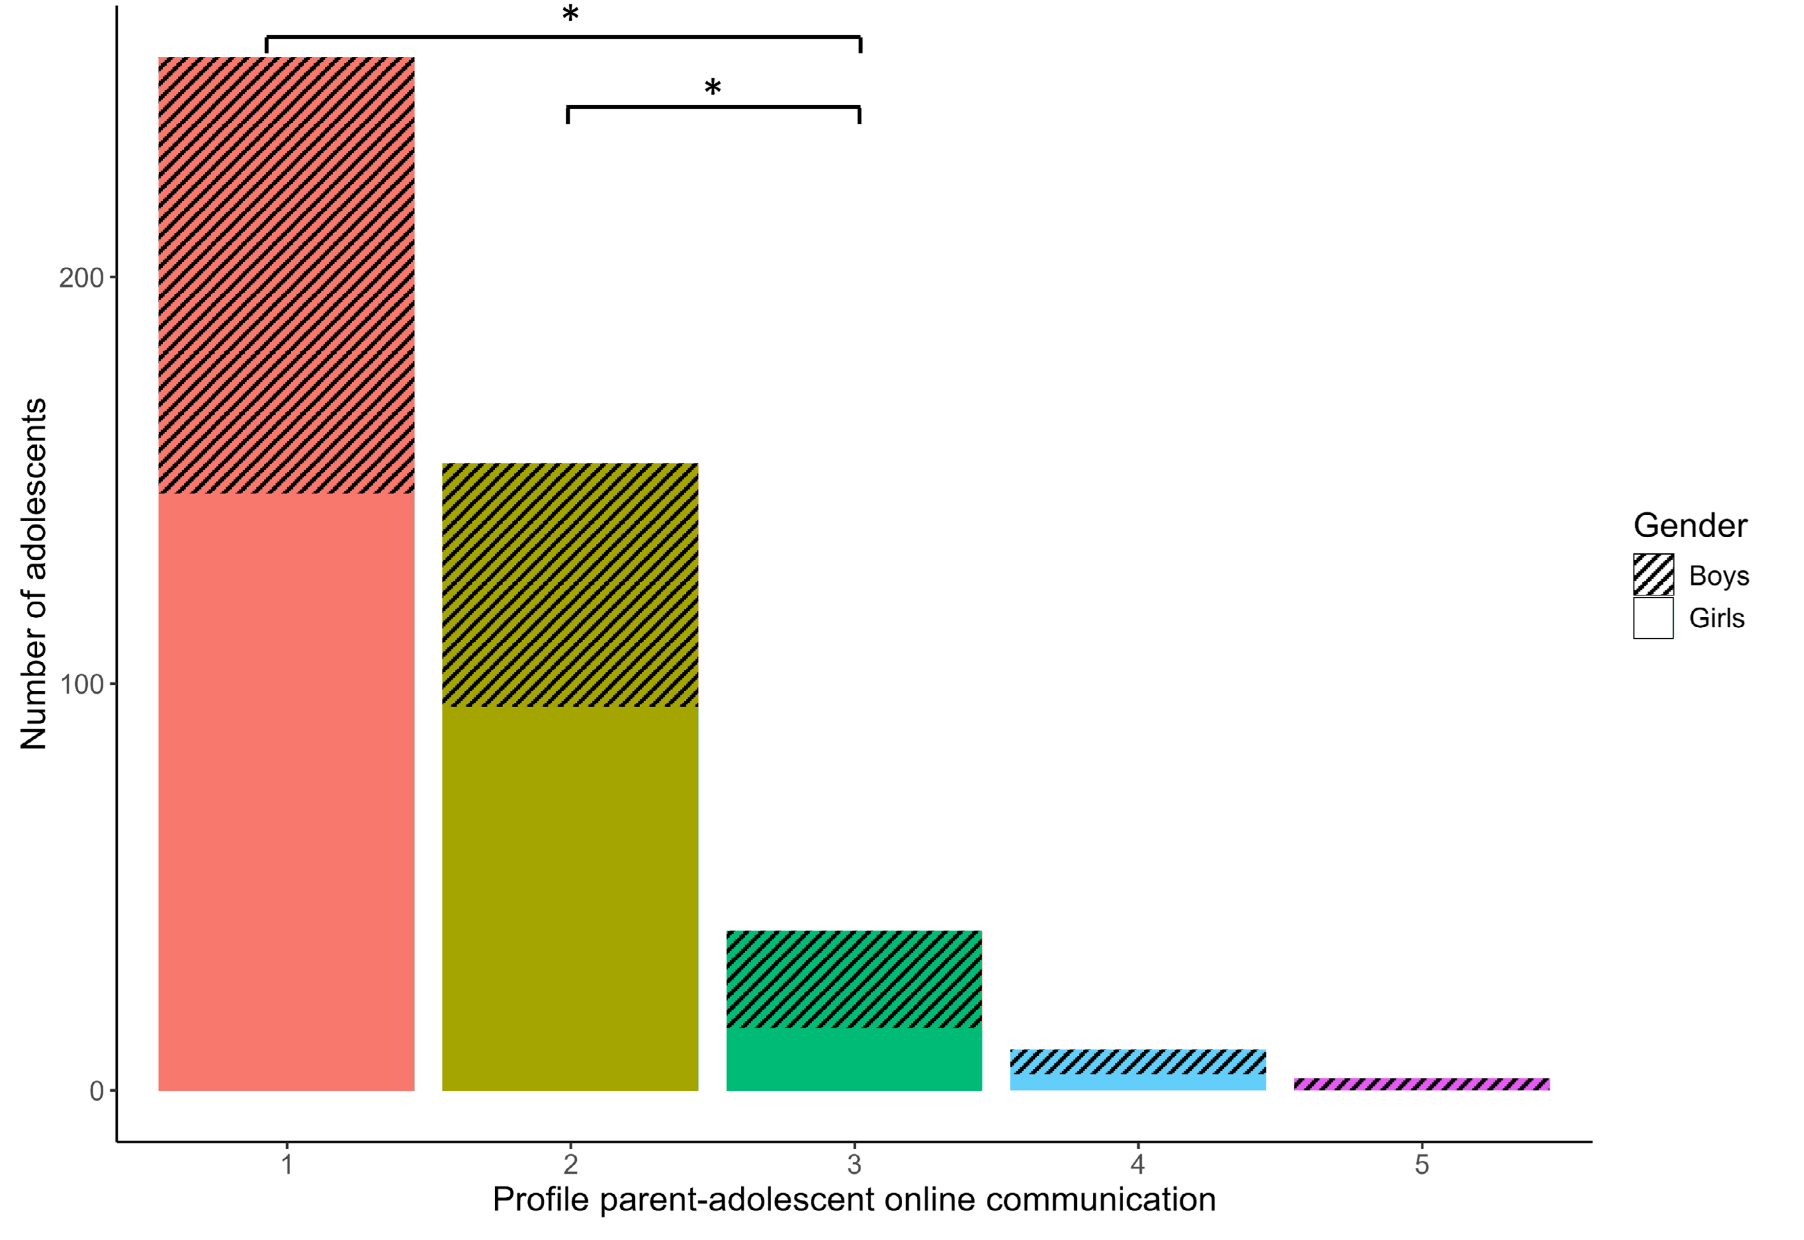 *
*
200
100
0
Number of adolescents
1 2 3 4 5
Profile parent-adolescent online communication
Gender
Boys
Girls